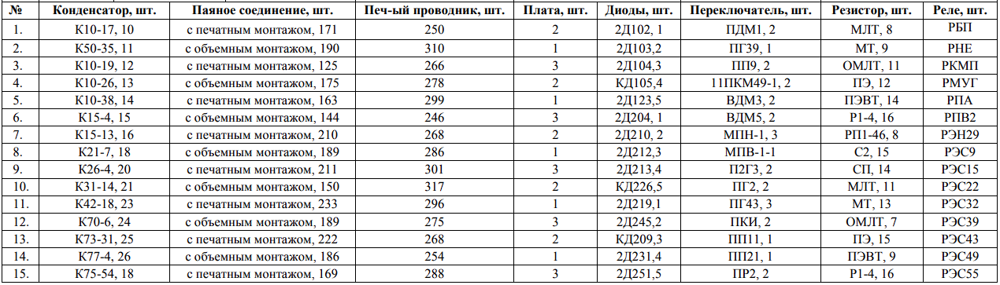 № Конденсатор, шт. Паяное соединение, шт. Печ-ый проводник, шт. Плата, шт. Диоды, шт. Переключатель, шт. Резистор, шт. Реле, шт.
1. К10-17, 10 с печатным монтажом, 171 250 2 2Д102, 1 ПДМ1, 2 МЛТ, 8 РБП
2. К50-35, 11 с объемным монтажом, 190 310 1 2Д103,2 ПГ39, 1 МТ, 9 РНЕ
3. К10-19, 12 с печатным монтажом, 125 266 3 2Д104,3 ПП9, 2 ОМЛТ, 11 РКМП
4. К10-26, 13 с объемным монтажом, 175 278 2 КД105,4 11ПКМ49-1, 2 ПЭ, 12 РМУГ
5. К10-38, 14 с печатным монтажом, 163 299 1 2Д123,5 ВДМ3, 2 ПЭВТ, 14 РПА
6. К15-4, 15 с объемным монтажом, 144 246 3 2Д204, 1 ВДМ5, 2 Р1-4, 16 РПВ2
7. К15-13, 16 с печатным монтажом, 210 268 2 2Д210, 2 МПН-1, 3 РП1-46, 8 РЭН29
8. К21-7, 18 с объемным монтажом, 189 286 1 2Д212,3 МПВ-1-1 С2, 15 РЭС9
9. К26-4, 20 с печатным монтажом, 211 301 3 2Д213,4 П2Г3, 2 СП, 14 РЭС15
10. К31-14, 21 с объемным монтажом, 150 317 2 КД226,5 ПГ2, 2 МЛТ, 11 РЭС22
11. К42-18, 23 с печатным монтажом, 233 296 1 2Д219,1 ПГ43, 3 МТ, 13 РЭС32
12. К70-6, 24 с объемным монтажом, 189 275 3 2Д245,2 ПКИ, 2 ОМЛТ, 7 РЭС39
13. К73-31, 25 с печатным монтажом, 222 268 2 КД209,3 ПП11, 1 ПЭ, 15 РЭС43
14. К77-4, 26 с объемным монтажом, 186 254 1 2Д231,4 ПП21, 1 ПЭВТ, 9 РЭС49
15. К75-54, 18 с печатным монтажом, 169 288 3 2Д251,5 ПР2, 2 Р1-4, 16 РЭС55